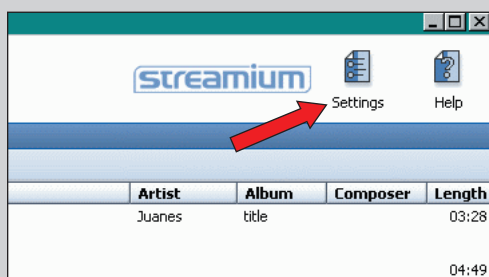 streamium
Settings Help
Artist Album Composer Length
Juanes title 03:28
04:49